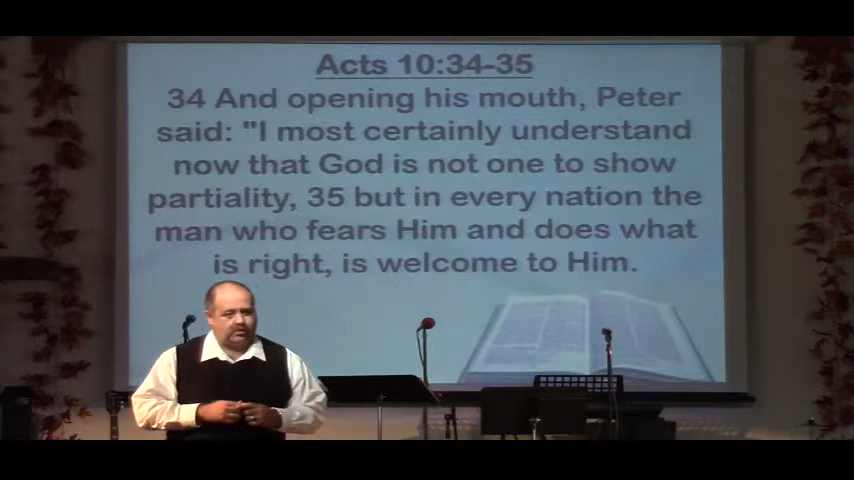 Acts 10:34-35
34 And opening his mouth, Peter
said: "I most certainly understand
now that God is not one to show
partiality, 35 but in every nation the
man who fears Him and does what
is right, is welcome to Him.